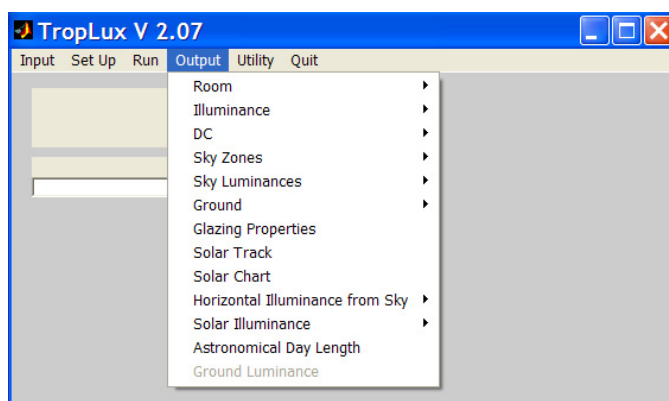 TropLux V 2.07
Input Set Up Run Output Utility Quit
Room
Illuminance
DC
Sky Zones
Sky Luminances
Ground
Glazing Properties
Solar Track
Solar Chart
Horizontal Illuminance from Sky
Solar Illuminance
Astronomical Day Length
Ground Luminance